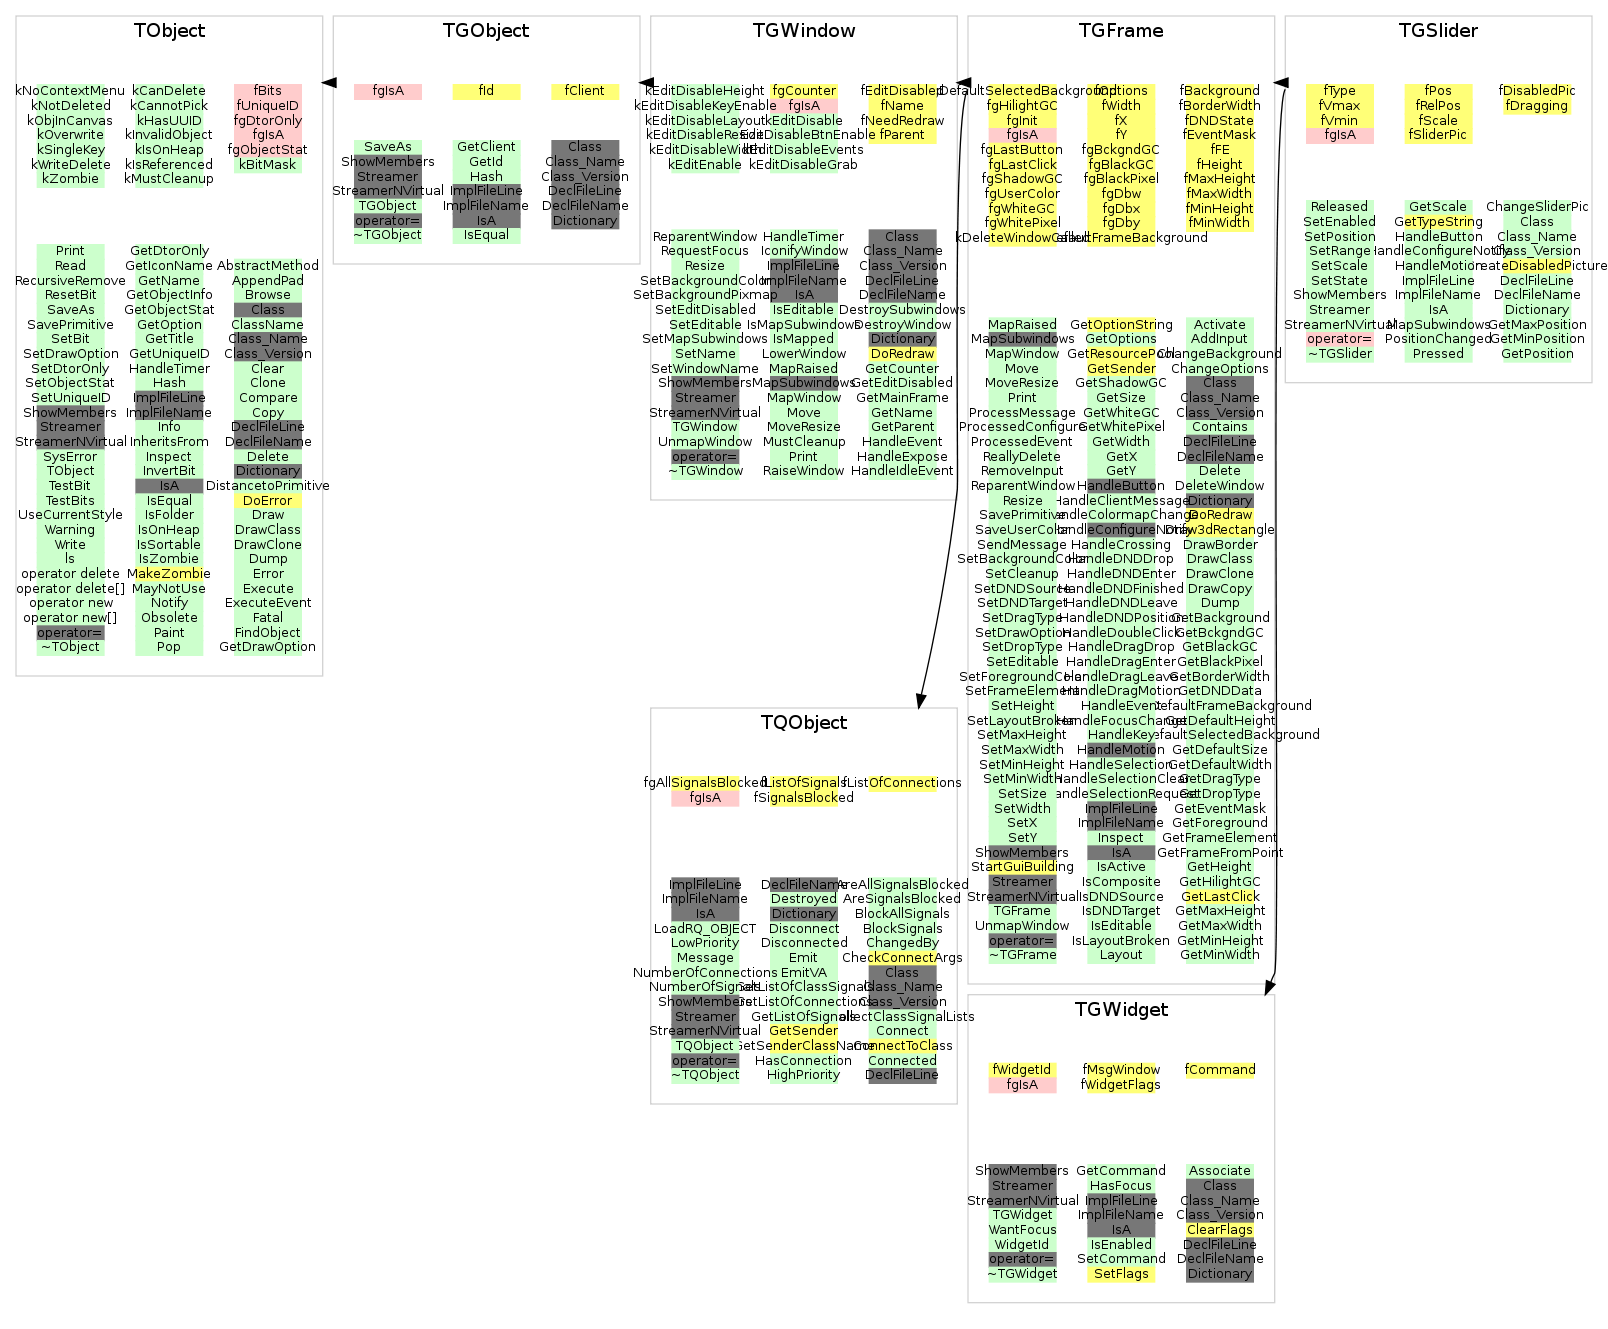 TObject
kNoContextMenu
kNotDeleted
kObjInCanvas
kOverwrite
kSingleKey
kWriteDelete
kZombie
kCanDelete
kCannotPick
kHasUUID
kInvalidObject
kIsOnHeap
kIsReferenced
kMustCleanup
fBits
fUniqueID
fgDtorOnly
fgIsA
fgObjectStat
kBitMask
Print
Read
RecursiveRemove
ResetBit
SaveAs
SavePrimitive
SetBit
SetDrawOption
SetDtorOnly
SetObjectStat
SetUniqueID
ShowMembers
Streamer
StreamerNVirtual
SysError
TObject
TestBit
TestBits
UseCurrentStyle
Warning
Write
ls
operator delete
operator delete[]
operator new
operator new[]
operator=
~TObject
GetDtorOnly
GetIconName
GetName
GetObjectInfo
GetObjectStat
GetOption
GetTitle
GetUniqueID
HandleTimer
Hash
ImplFileLine
ImplFileName
Info
InheritsFrom
Inspect
InvertBit
IsA
IsEqual
IsFolder
IsOnHeap
IsSortable
IsZombie
MakeZombie
MayNotUse
Notify
Obsolete
Paint
Pop
AbstractMethod
AppendPad
Browse
Class
ClassName
Class_Name
Class_Version
Clear
Clone
Compare
Copy
DeclFileLine
DeclFileName
Delete
Dictionary
DistancetoPrimitive
DoError
Draw
DrawClass
DrawClone
Dump
Error
Execute
ExecuteEvent
Fatal
FindObject
GetDrawOption
TGObject
fgIsA
fId
fClient
SaveAs
ShowMembers
Streamer
StreamerNVirtual
TGObject
operator=
~TGObject
GetClient
GetId
Hash
ImplFileLine
ImplFileName
IsA
IsEqual
Class
Class_Name
Class_Version
DeclFileLine
DeclFileName
Dictionary
TGWindow
kEditDisableHeight
kEditDisableKeyEnable
kEditDisableLayout
kEditDisableResize
kEditDisableWidth
kEditEnable
fgCounter
fgIsA
kEditDisable
kEditDisableBtnEnable
kEditDisableEvents
kEditDisableGrab
fEditDisabled
fName
fNeedRedraw
fParent
ReparentWindow
RequestFocus
Resize
SetBackgroundColor
SetBackgroundPixmap
SetEditDisabled
SetEditable
SetMapSubwindows
SetName
SetWindowName
ShowMembers
Streamer
StreamerNVirtual
TGWindow
UnmapWindow
operator=
~TGWindow
HandleTimer
IconifyWindow
ImplFileLine
ImplFileName
IsA
IsEditable
IsMapSubwindows
IsMapped
LowerWindow
MapRaised
MapSubwindows
MapWindow
Move
MoveResize
MustCleanup
Print
RaiseWindow
Class
Class_Name
Class_Version
DeclFileLine
DeclFileName
DestroySubwindows
DestroyWindow
Dictionary
DoRedraw
GetCounter
GetEditDisabled
GetMainFrame
GetName
GetParent
HandleEvent
HandleExpose
HandleIdleEvent
TQObject
fgAllSignalsBlocked
fgIsA
fListOfSignals
fSignalsBlocked
fListOfConnections
ImplFileLine
ImplFileName
IsA
LoadRQ_OBJECT
LowPriority
Message
NumberOfConnections
NumberOfSignals
ShowMembers
Streamer
StreamerNVirtual
TQObject
operator=
~TQObject
DeclFileName
Destroyed
Dictionary
Disconnect
Disconnected
Emit
EmitVA
GetListOfClassSignals
GetListOfConnections
GetListOfSignals
GetSender
GetSenderClassName
HasConnection
HighPriority
AreAllSignalsBlocked
AreSignalsBlocked
BlockAllSignals
BlockSignals
ChangedBy
CheckConnectArgs
Class
Class_Name
Class_Version
ollectClassSignalLists
Connect
ConnectToClass
Connected
DeclFileLine
TGFrame
fDefaultSelectedBackground
fgHilightGC
fgInit
fgIsA
fgLastButton
fgLastClick
fgShadowGC
fgUserColor
fgWhiteGC
fgWhitePixel
kDeleteWindowCalled
fOptions
fWidth
fX
fY
fgBckgndGC
fgBlackGC
fgBlackPixel
fgDbw
fgDbx
fgDby
efaultFrameBackground
fBackground
fBorderWidth
fDNDState
fEventMask
fFE
fHeight
fMaxHeight
fMaxWidth
fMinHeight
fMinWidth
MapRaised
MapSubwindows
MapWindow
Move
MoveResize
Print
ProcessMessage
ProcessedConfigure
ProcessedEvent
ReallyDelete
RemoveInput
ReparentWindow
Resize
SavePrimitive
SaveUserColor
SendMessage
SetBackgroundColor
SetCleanup
SetDNDSource
SetDNDTarget
SetDragType
SetDrawOption
SetDropType
SetEditable
SetForegroundColor
SetFrameElement
SetHeight
SetLayoutBroken
SetMaxHeight
SetMaxWidth
SetMinHeight
SetMinWidth
SetSize
SetWidth
SetX
SetY
ShowMembers
StartGuiBuilding
Streamer
StreamerNVirtual
TGFrame
UnmapWindow
operator=
~TGFrame
GetOptionString
GetOptions
GetResourcePool
GetSender
GetShadowGC
GetSize
GetWhiteGC
GetWhitePixel
GetWidth
GetX
GetY
HandleButton
HandleClientMessage
andleColormapChange
HandleConfigureNotify
HandleCrossing
HandleDNDDrop
HandleDNDEnter
HandleDNDFinished
HandleDNDLeave
HandleDNDPosition
HandleDoubleClick
HandleDragDrop
HandleDragEnter
HandleDragLeave
HandleDragMotion
HandleEvent
HandleFocusChange
HandleKey
HandleMotion
HandleSelection
HandleSelectionClear
andleSelectionRequest
ImplFileLine
ImplFileName
Inspect
IsA
IsActive
IsComposite
IsDNDSource
IsDNDTarget
IsEditable
IsLayoutBroken
Layout
Activate
AddInput
ChangeBackground
ChangeOptions
Class
Class_Name
Class_Version
Contains
DeclFileLine
DeclFileName
Delete
DeleteWindow
Dictionary
DoRedraw
Draw3dRectangle
DrawBorder
DrawClass
DrawClone
DrawCopy
Dump
GetBackground
GetBckgndGC
GetBlackGC
GetBlackPixel
GetBorderWidth
GetDNDData
efaultFrameBackground
GetDefaultHeight
efaultSelectedBackground
GetDefaultSize
GetDefaultWidth
GetDragType
GetDropType
GetEventMask
GetForeground
GetFrameElement
GetFrameFromPoint
GetHeight
GetHilightGC
GetLastClick
GetMaxHeight
GetMaxWidth
GetMinHeight
GetMinWidth
TGWidget
fWidgetId
fgIsA
fMsgWindow
fWidgetFlags
fCommand
ShowMembers
Streamer
StreamerNVirtual
TGWidget
WantFocus
WidgetId
operator=
~TGWidget
GetCommand
HasFocus
ImplFileLine
ImplFileName
IsA
IsEnabled
SetCommand
SetFlags
Associate
Class
Class_Name
Class_Version
ClearFlags
DeclFileLine
DeclFileName
Dictionary
TGSlider
fType
fVmax
fVmin
fgIsA
fPos
fRelPos
fScale
fSliderPic
fDisabledPic
fDragging
Released
SetEnabled
SetPosition
SetRange
SetScale
SetState
ShowMembers
Streamer
StreamerNVirtual
operator=
~TGSlider
GetScale
GetTypeString
HandleButton
HandleConfigureNotify
HandleMotion
ImplFileLine
ImplFileName
IsA
MapSubwindows
PositionChanged
Pressed
ChangeSliderPic
Class
Class_Name
Class_Version
eateDisabledPicture
DeclFileLine
DeclFileName
Dictionary
GetMaxPosition
GetMinPosition
GetPosition